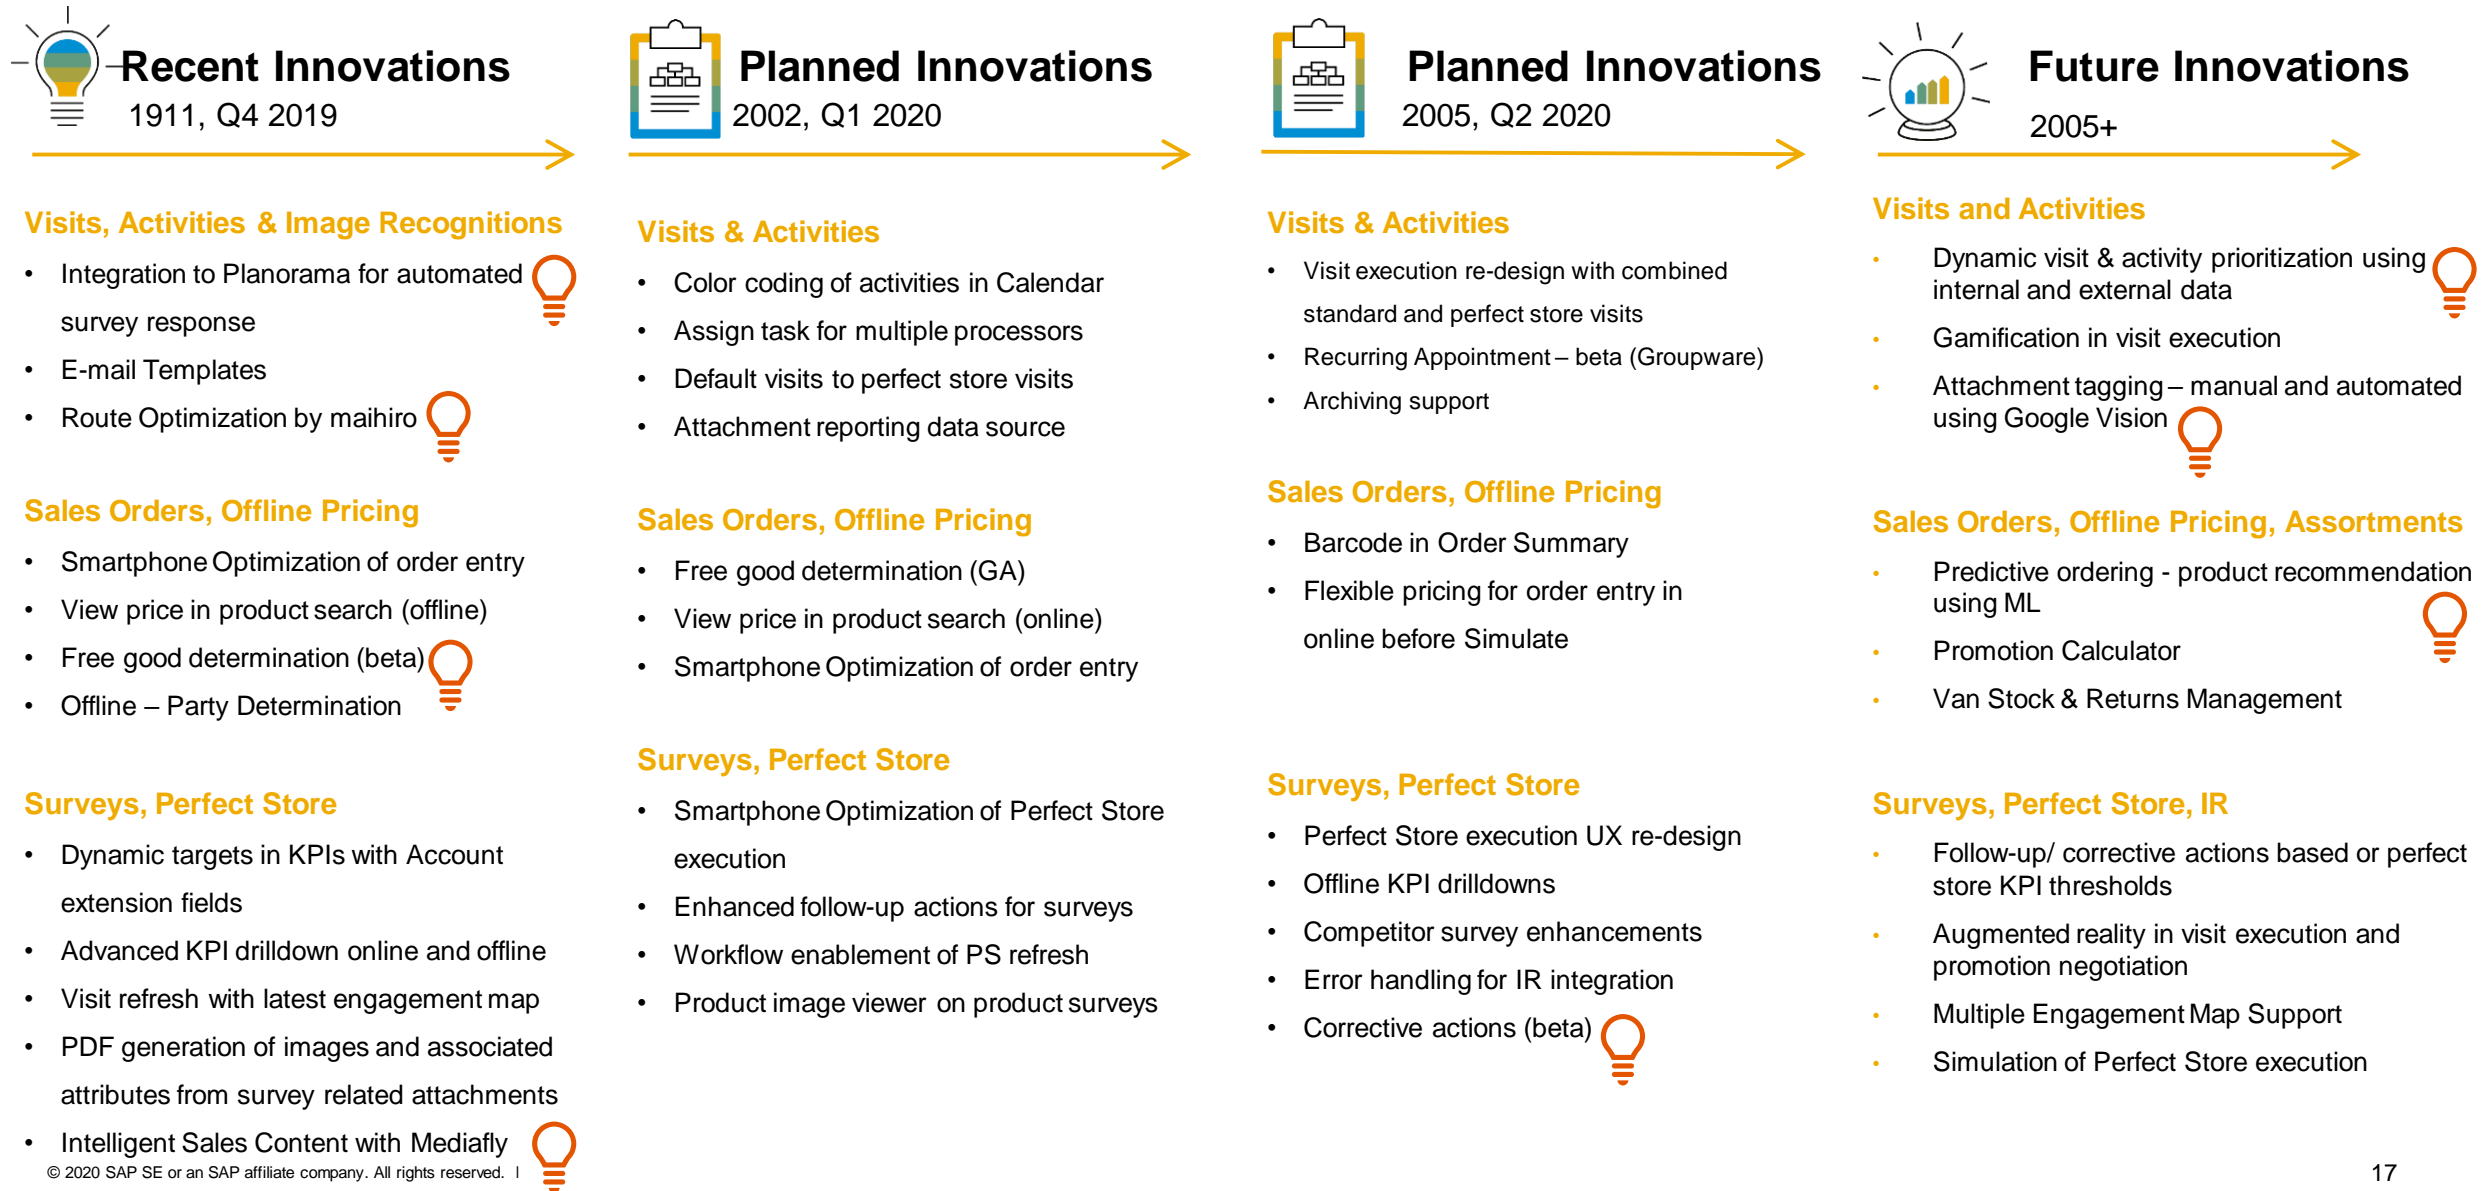 Recent Innovations
1911, Q4 2019
Visits, Activities & Image Recognitions
• Integration to Planorama for automated
survey response
• E-mail Templates
• Route Optimization by maihiro
Sales Orders, Offline Pricing
• Smartphone Optimization of order entry
• View price in product search (offline)
• Free good determination (beta)
• Offline – Party Determination
Surveys, Perfect Store
• Dynamic targets in KPIs with Account
extension fields
• Advanced KPI drilldown online and offline
• Visit refresh with latest engagement map
• PDF generation of images and associated
attributes from survey related attachments
• Intelligent Sales Content with Mediafly
Planned Innovations
2002, Q1 2020
Visits & Activities
• Color coding of activities in Calendar
• Assign task for multiple processors
• Default visits to perfect store visits
• Attachment reporting data source
Sales Orders, Offline Pricing
• Free good determination (GA)
• View price in product search (online)
• Smartphone Optimization of order entry
Surveys, Perfect Store
• Smartphone Optimization of Perfect Store
execution
• Enhanced follow-up actions for surveys
• Workflow enablement of PS refresh
• Product image viewer on product surveys
Planned Innovations
2005, Q2 2020
Visits & Activities
• Visit execution re-design with combined
standard and perfect store visits
• Recurring Appointment – beta (Groupware)
• Archiving support
Sales Orders, Offline Pricing
• Barcode in Order Summary
• Flexible pricing for order entry in
online before Simulate
Surveys, Perfect Store
• Perfect Store execution UX re-design
• Offline KPI drilldowns
• Competitor survey enhancements
• Error handling for IR integration
• Corrective actions (beta)
Future Innovations
2005+
Visits and Activities
• Dynamic visit & activity prioritization using
internal and external data
• Gamification in visit execution
• Attachment tagging – manual and automated
using Google Vision
Sales Orders, Offline Pricing, Assortments
• Predictive ordering - product recommendation
using ML
• Promotion Calculator
• Van Stock & Returns Management
Surveys, Perfect Store, IR
• Follow-up/ corrective actions based or perfect
store KPI thresholds
• Augmented reality in visit execution and
promotion negotiation
• Multiple Engagement Map Support
• Simulation of Perfect Store execution
© 2020 SAP SE or an SAP affiliate company. All rights reserved. |
17